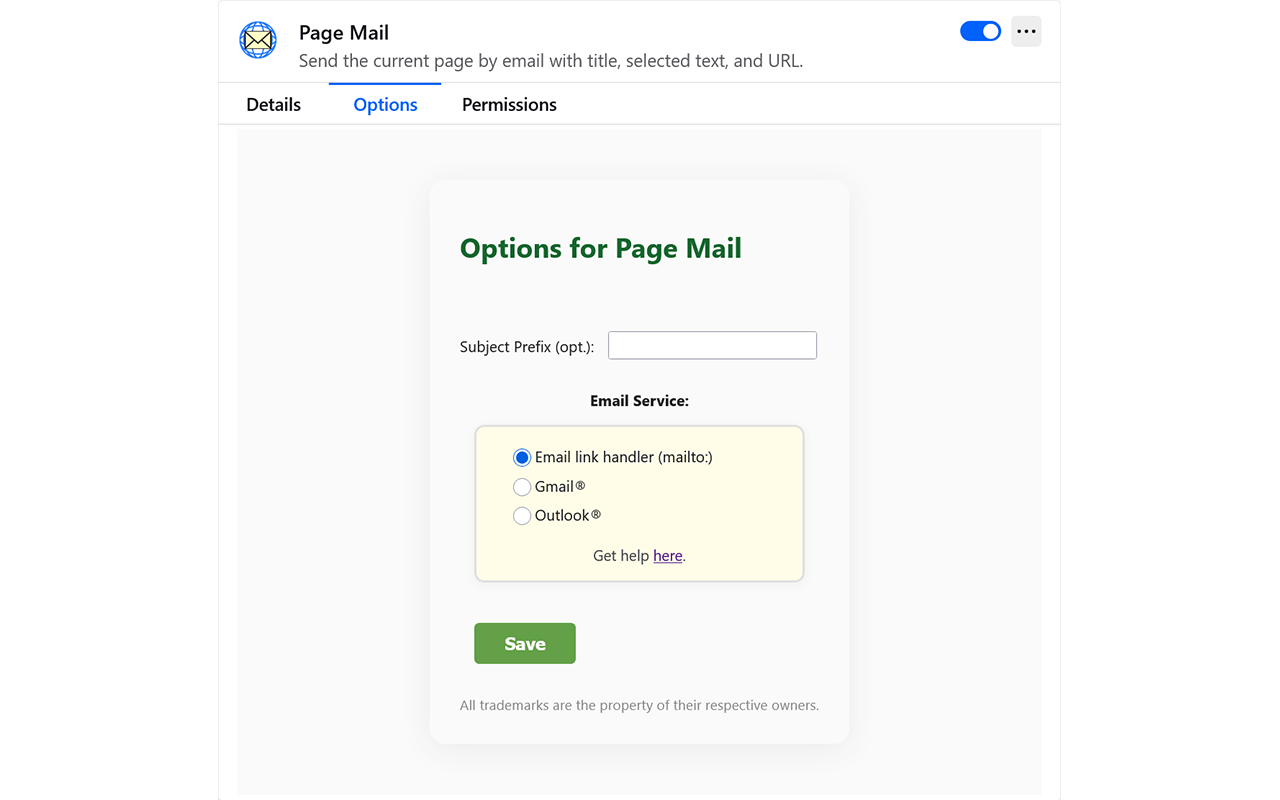 Page Mail
Send the current page by email with title, selected text, and URL.
Details
Options
Permissions
Options for Page Mail
Subject Prefix (opt.):
Email Service:
Email link handler (mailto:)
Gmail®
Outlook®
Get help here.
Save
All trademarks are the property of their respective owners.